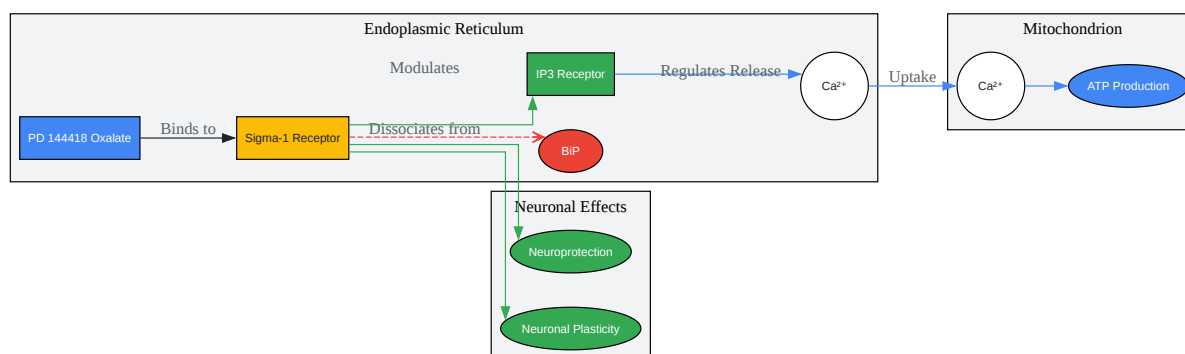 Endoplasmic Reticulum
Mitochondrion
Modulates
IP3 Receptor
Regulates Release
Ca²⁺
Uptake
Ca²⁺
ATP Production
PD 144418 Oxalate
Binds to
Sigma-1 Receptor
Dissociates from
BiP
Neuronal Effects
Neuroprotection
Neuronal Plasticity